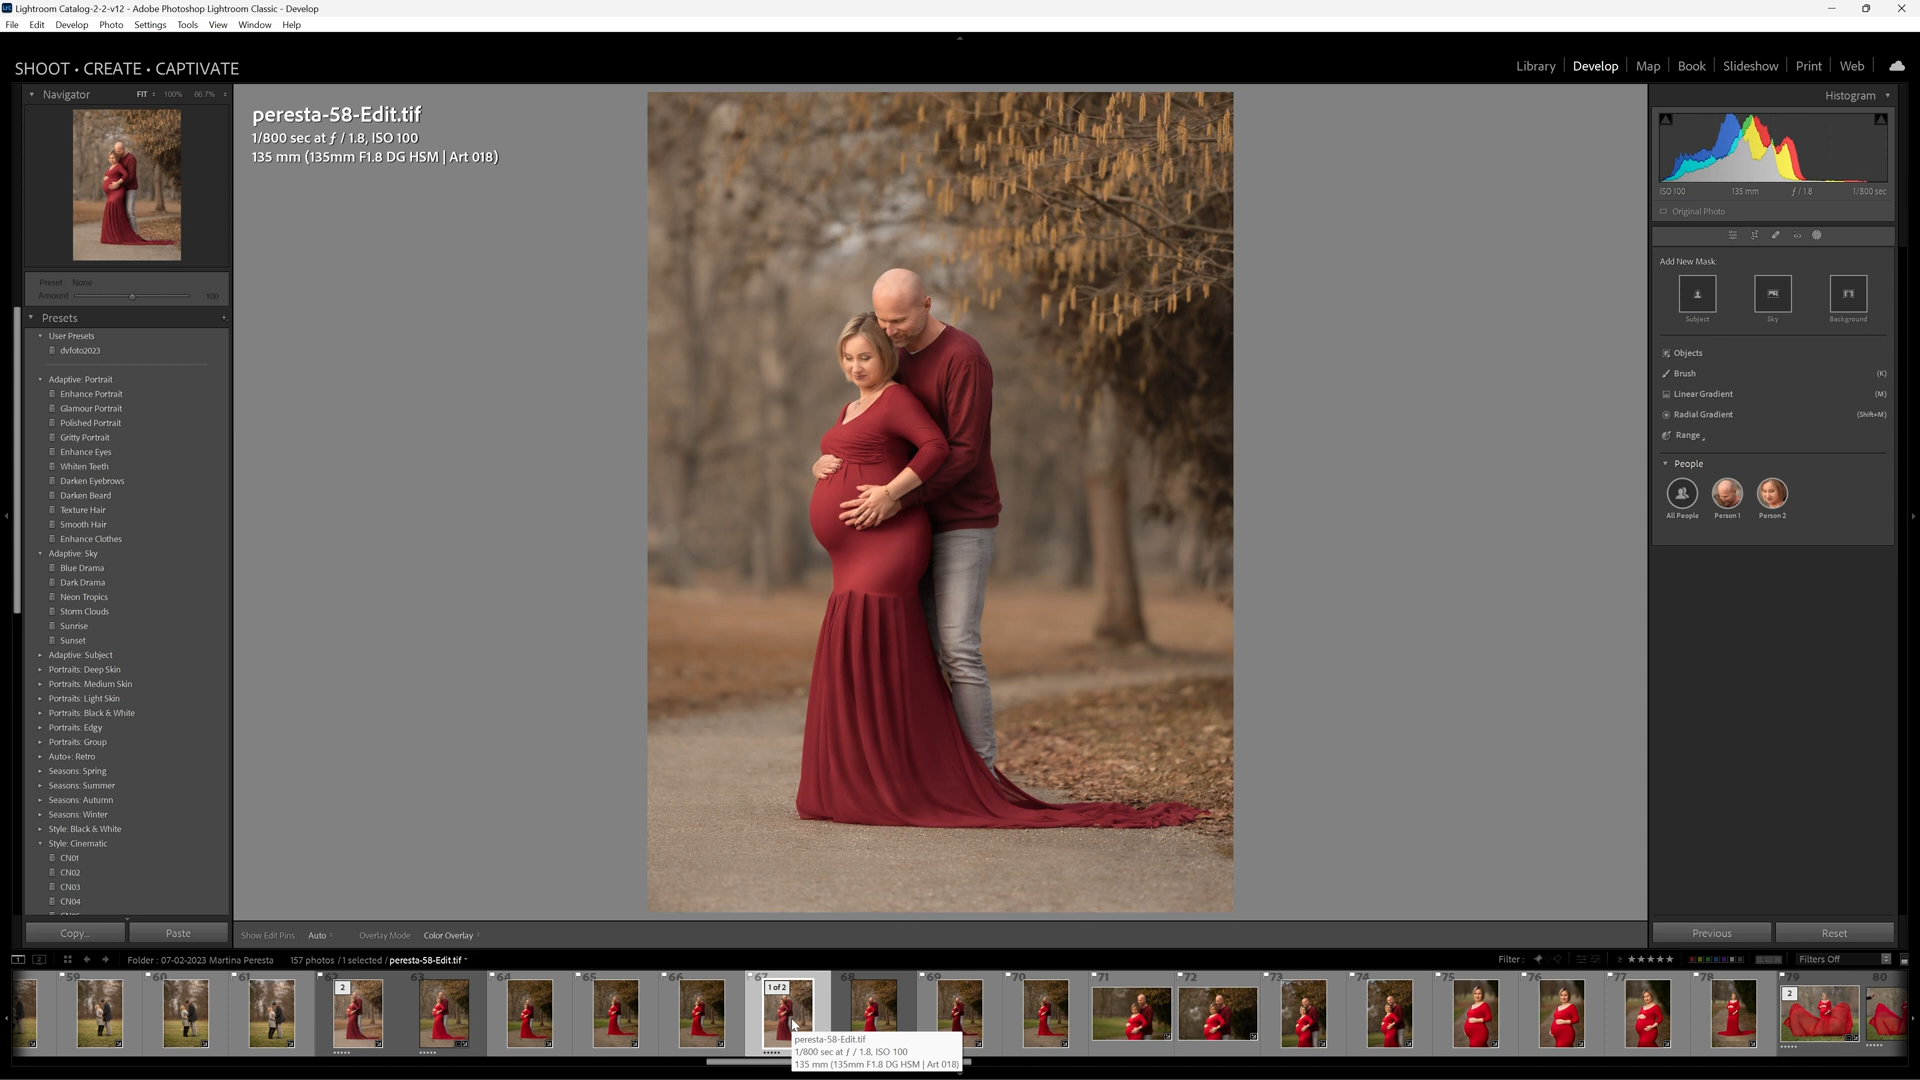 Lightroom Catalog-2-2-v12 - Adobe Photoshop Lightroom Classic - Develop
File Edit Develop Photo Settings Tools View Window Help
SHOOT • CREATE • CAPTIVATE
Library Develop Map Book Slideshow Print Web
Navigator FIT 100% 66.7%
Preset: None
Amount 100
Presets
User Presets
dvfoto2023
Adaptive: Portrait
Enhance Portrait
Glamour Portrait
Polished Portrait
Gritty Portrait
Enhance Eyes
Whiten Teeth
Darken Eyebrows
Darken Beard
Texture Hair
Smooth Hair
Enhance Clothes
Adaptive: Sky
Blue Drama
Dark Drama
Neon Tropics
Storm Clouds
Sunrise
Sunset
Adaptive: Subject
Portraits: Deep Skin
Portraits: Medium Skin
Portraits: Light Skin
Portraits: Black & White
Portraits: Edgy
Portraits: Group
Auto+: Retro
Seasons: Spring
Seasons: Summer
Seasons: Autumn
Seasons: Winter
Style: Black & White
Style: Cinematic
CN01
CN02
CN03
CN04
Copy... Paste
peresta-58-Edit.tif
1/800 sec at ƒ / 1.8, ISO 100
135 mm (135mm F1.8 DG HSM | Art 018)
Histogram
ISO 100 135 mm ƒ / 1.8 1/800 sec
Original Photo
Add New Mask:
Subject Sky Background
Objects
Brush (K)
Linear Gradient (M)
Radial Gradient (Shift+M)
Range
People
All People Person 1 Person 2
Show Edit Pins Auto Overlay Mode: Color Overlay
Previous Reset
1 2 Folder : 07-02-2023 Martina Peresta 157 photos / 1 selected / peresta-58-Edit.tif
Filter : ≥ ★★★★★ Filters Off
59 60 61 62 63 64 65 66 67 68 69 70 71 72 73 74 75 76 77 78 79 80
2 1 of 2 2
peresta-58-Edit.tif
1/800 sec at ƒ / 1.8, ISO 100
135 mm (135mm F1.8 DG HSM | Art 018)